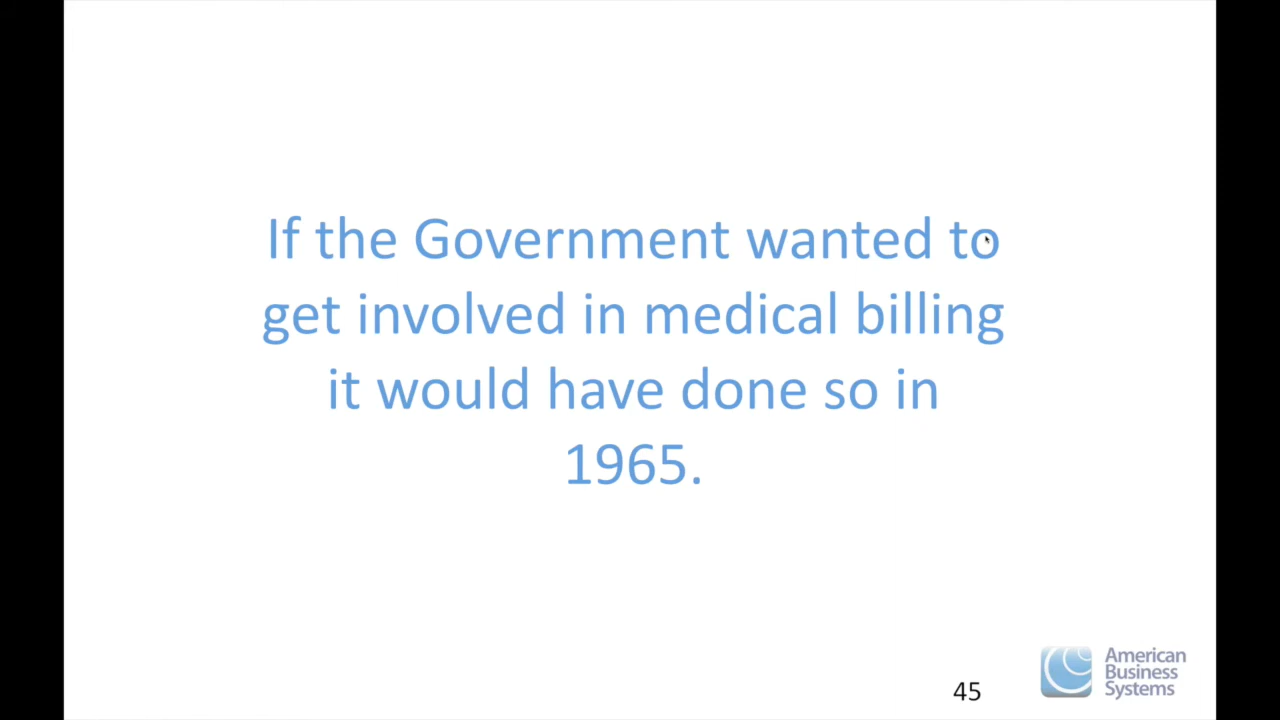 If the Government wanted to
get involved in medical billing
it would have done so in
1965.
45
American
Business
Systems